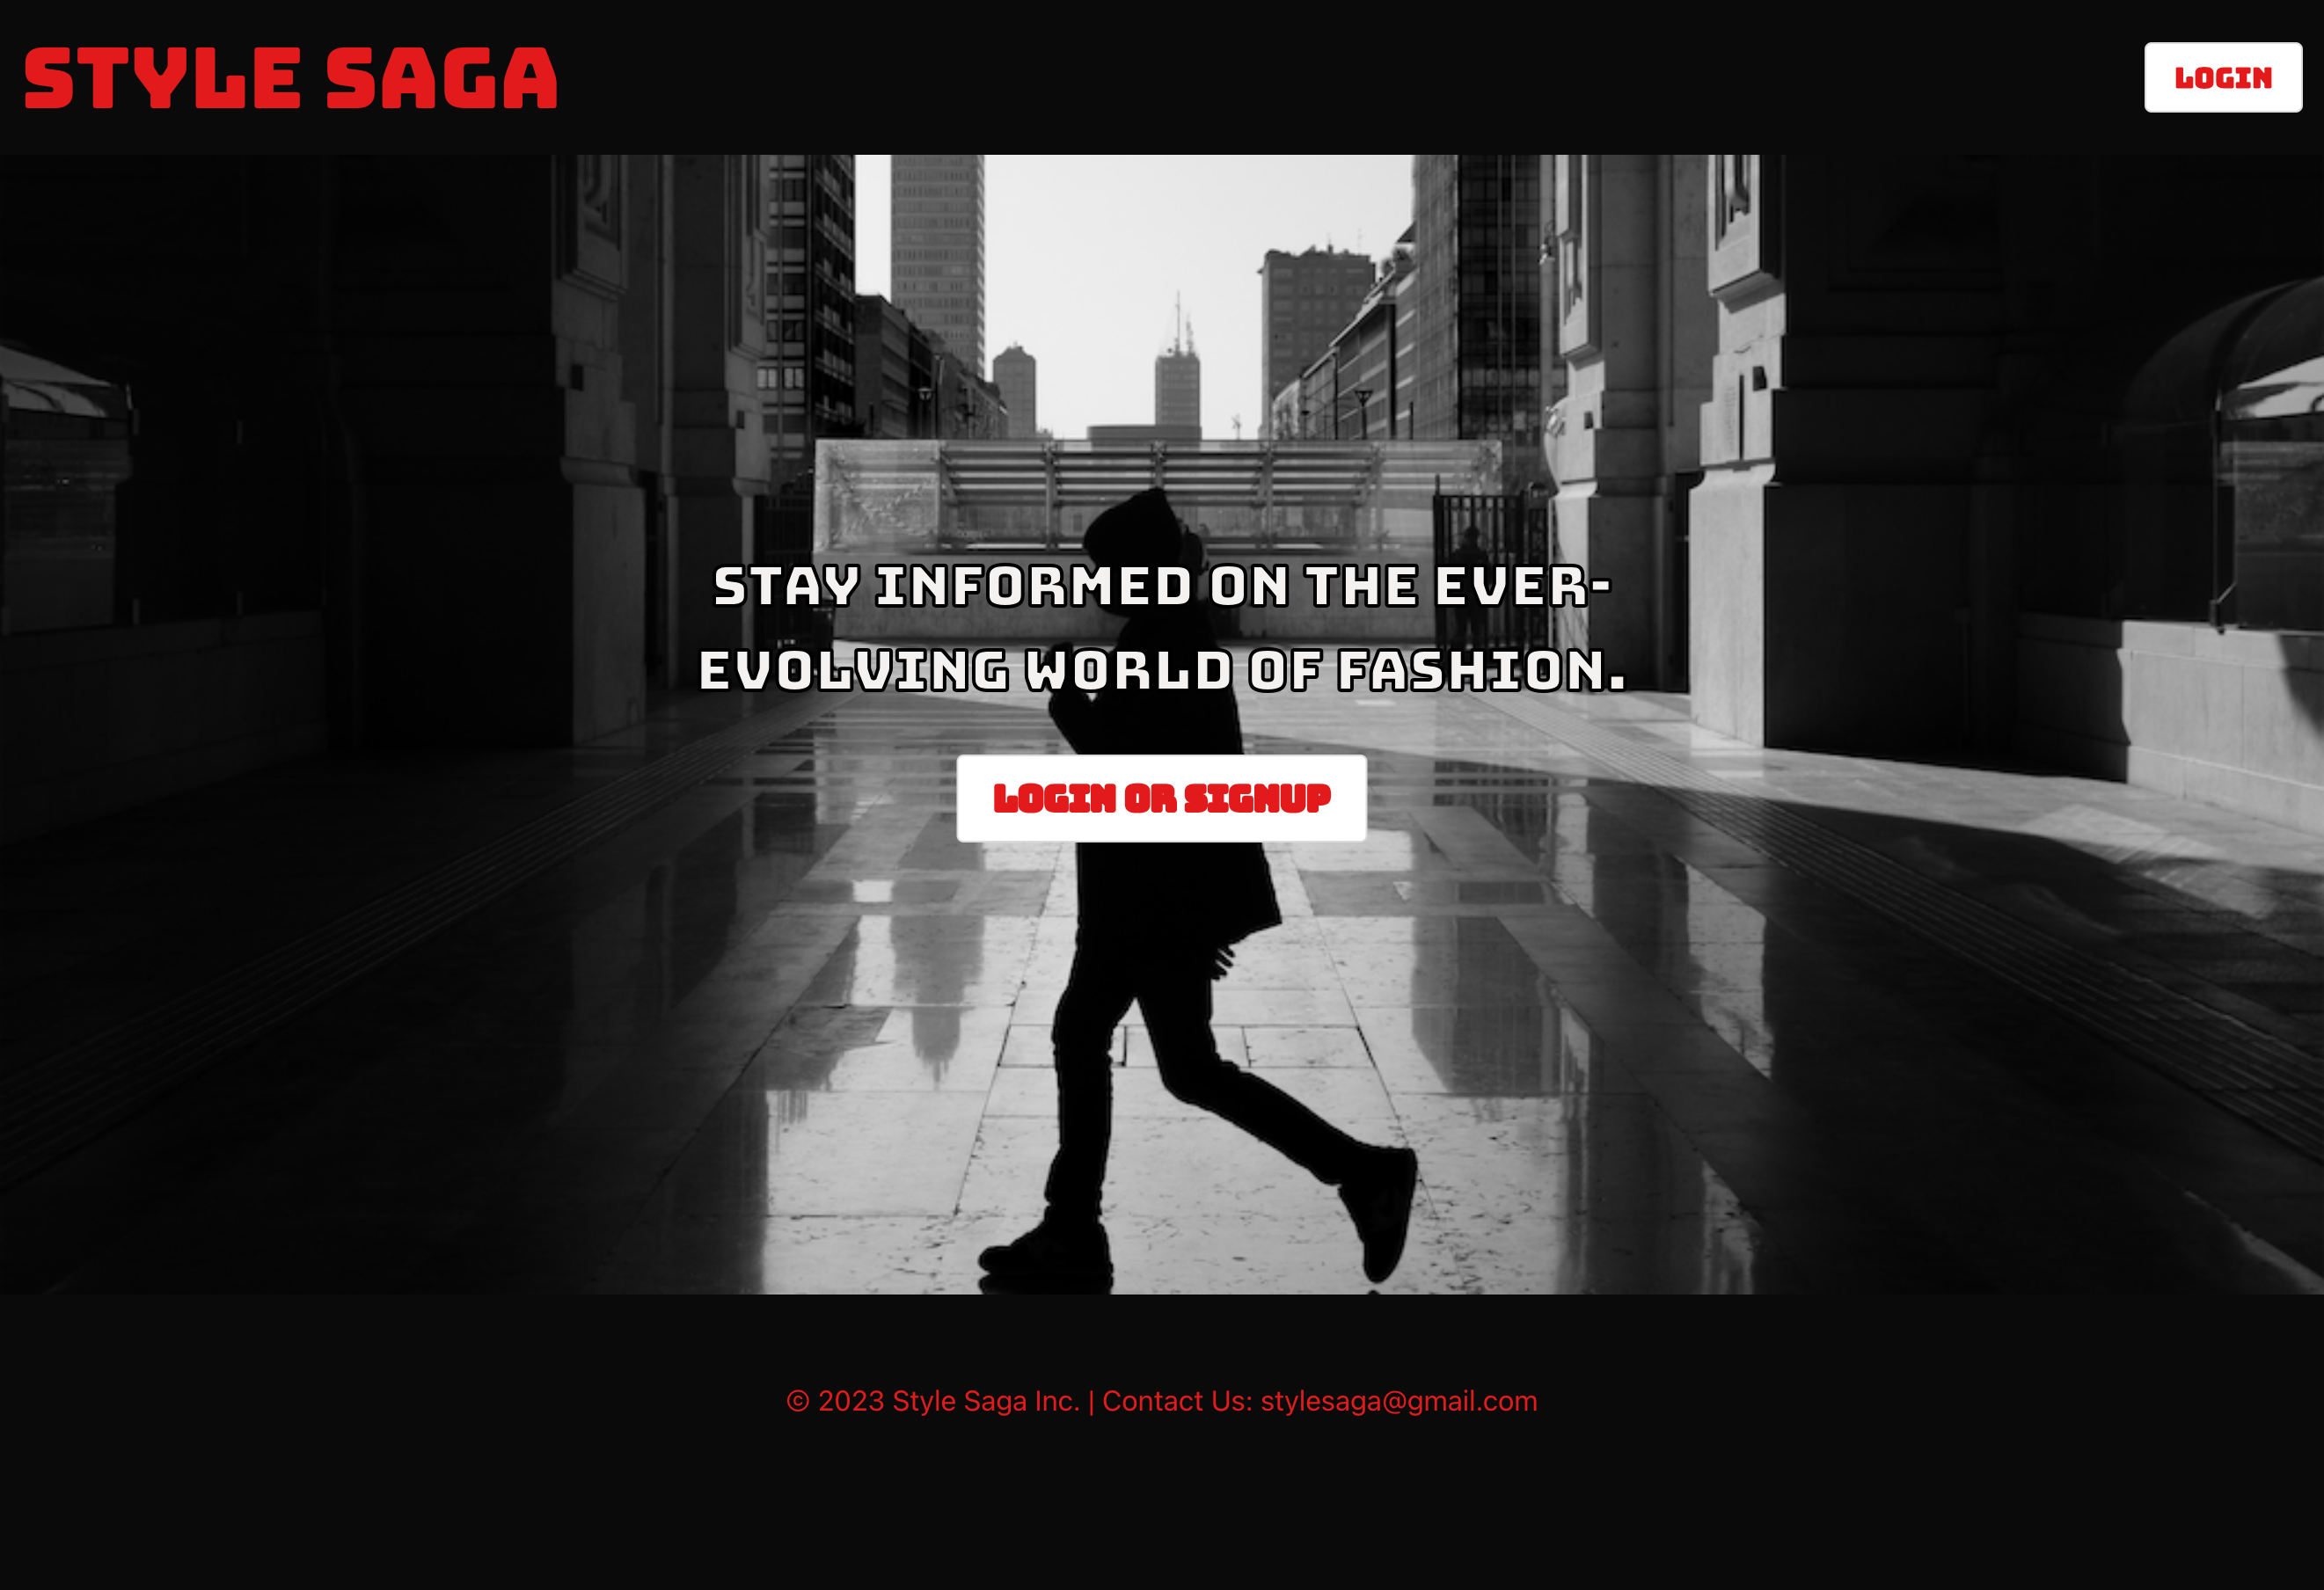 STYLE SAGA
LOGIN
STAY INFORMED ON THE EVER-
EVOLVING WORLD OF FASHION.
LOGIN OR SIGNUP
© 2023 Style Saga Inc. | Contact Us: stylesaga@gmail.com